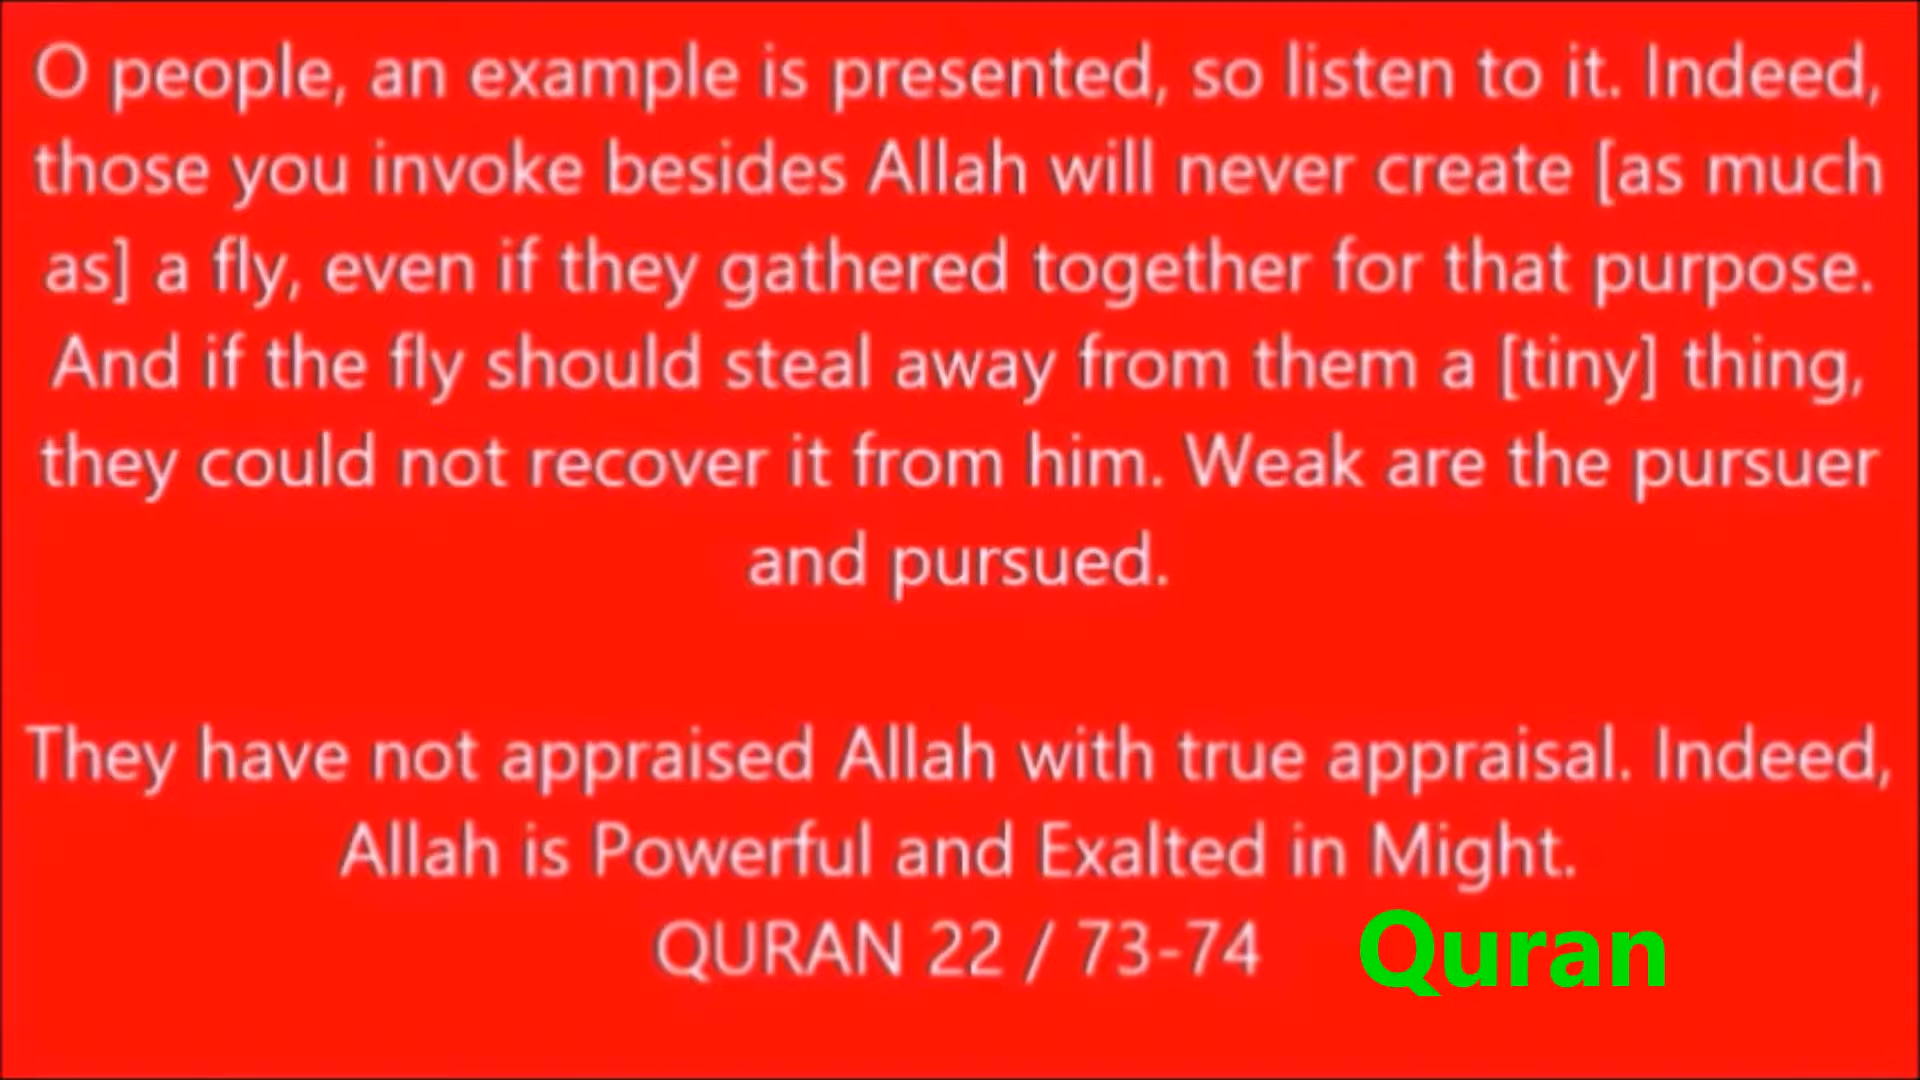 O people, an example is presented, so listen to it. Indeed,
those you invoke besides Allah will never create [as much
as] a fly, even if they gathered together for that purpose.
And if the fly should steal away from them a [tiny] thing,
they could not recover it from him. Weak are the pursuer
and pursued.
They have not appraised Allah with true appraisal. Indeed,
Allah is Powerful and Exalted in Might.
QURAN 22 / 73-74 Quran